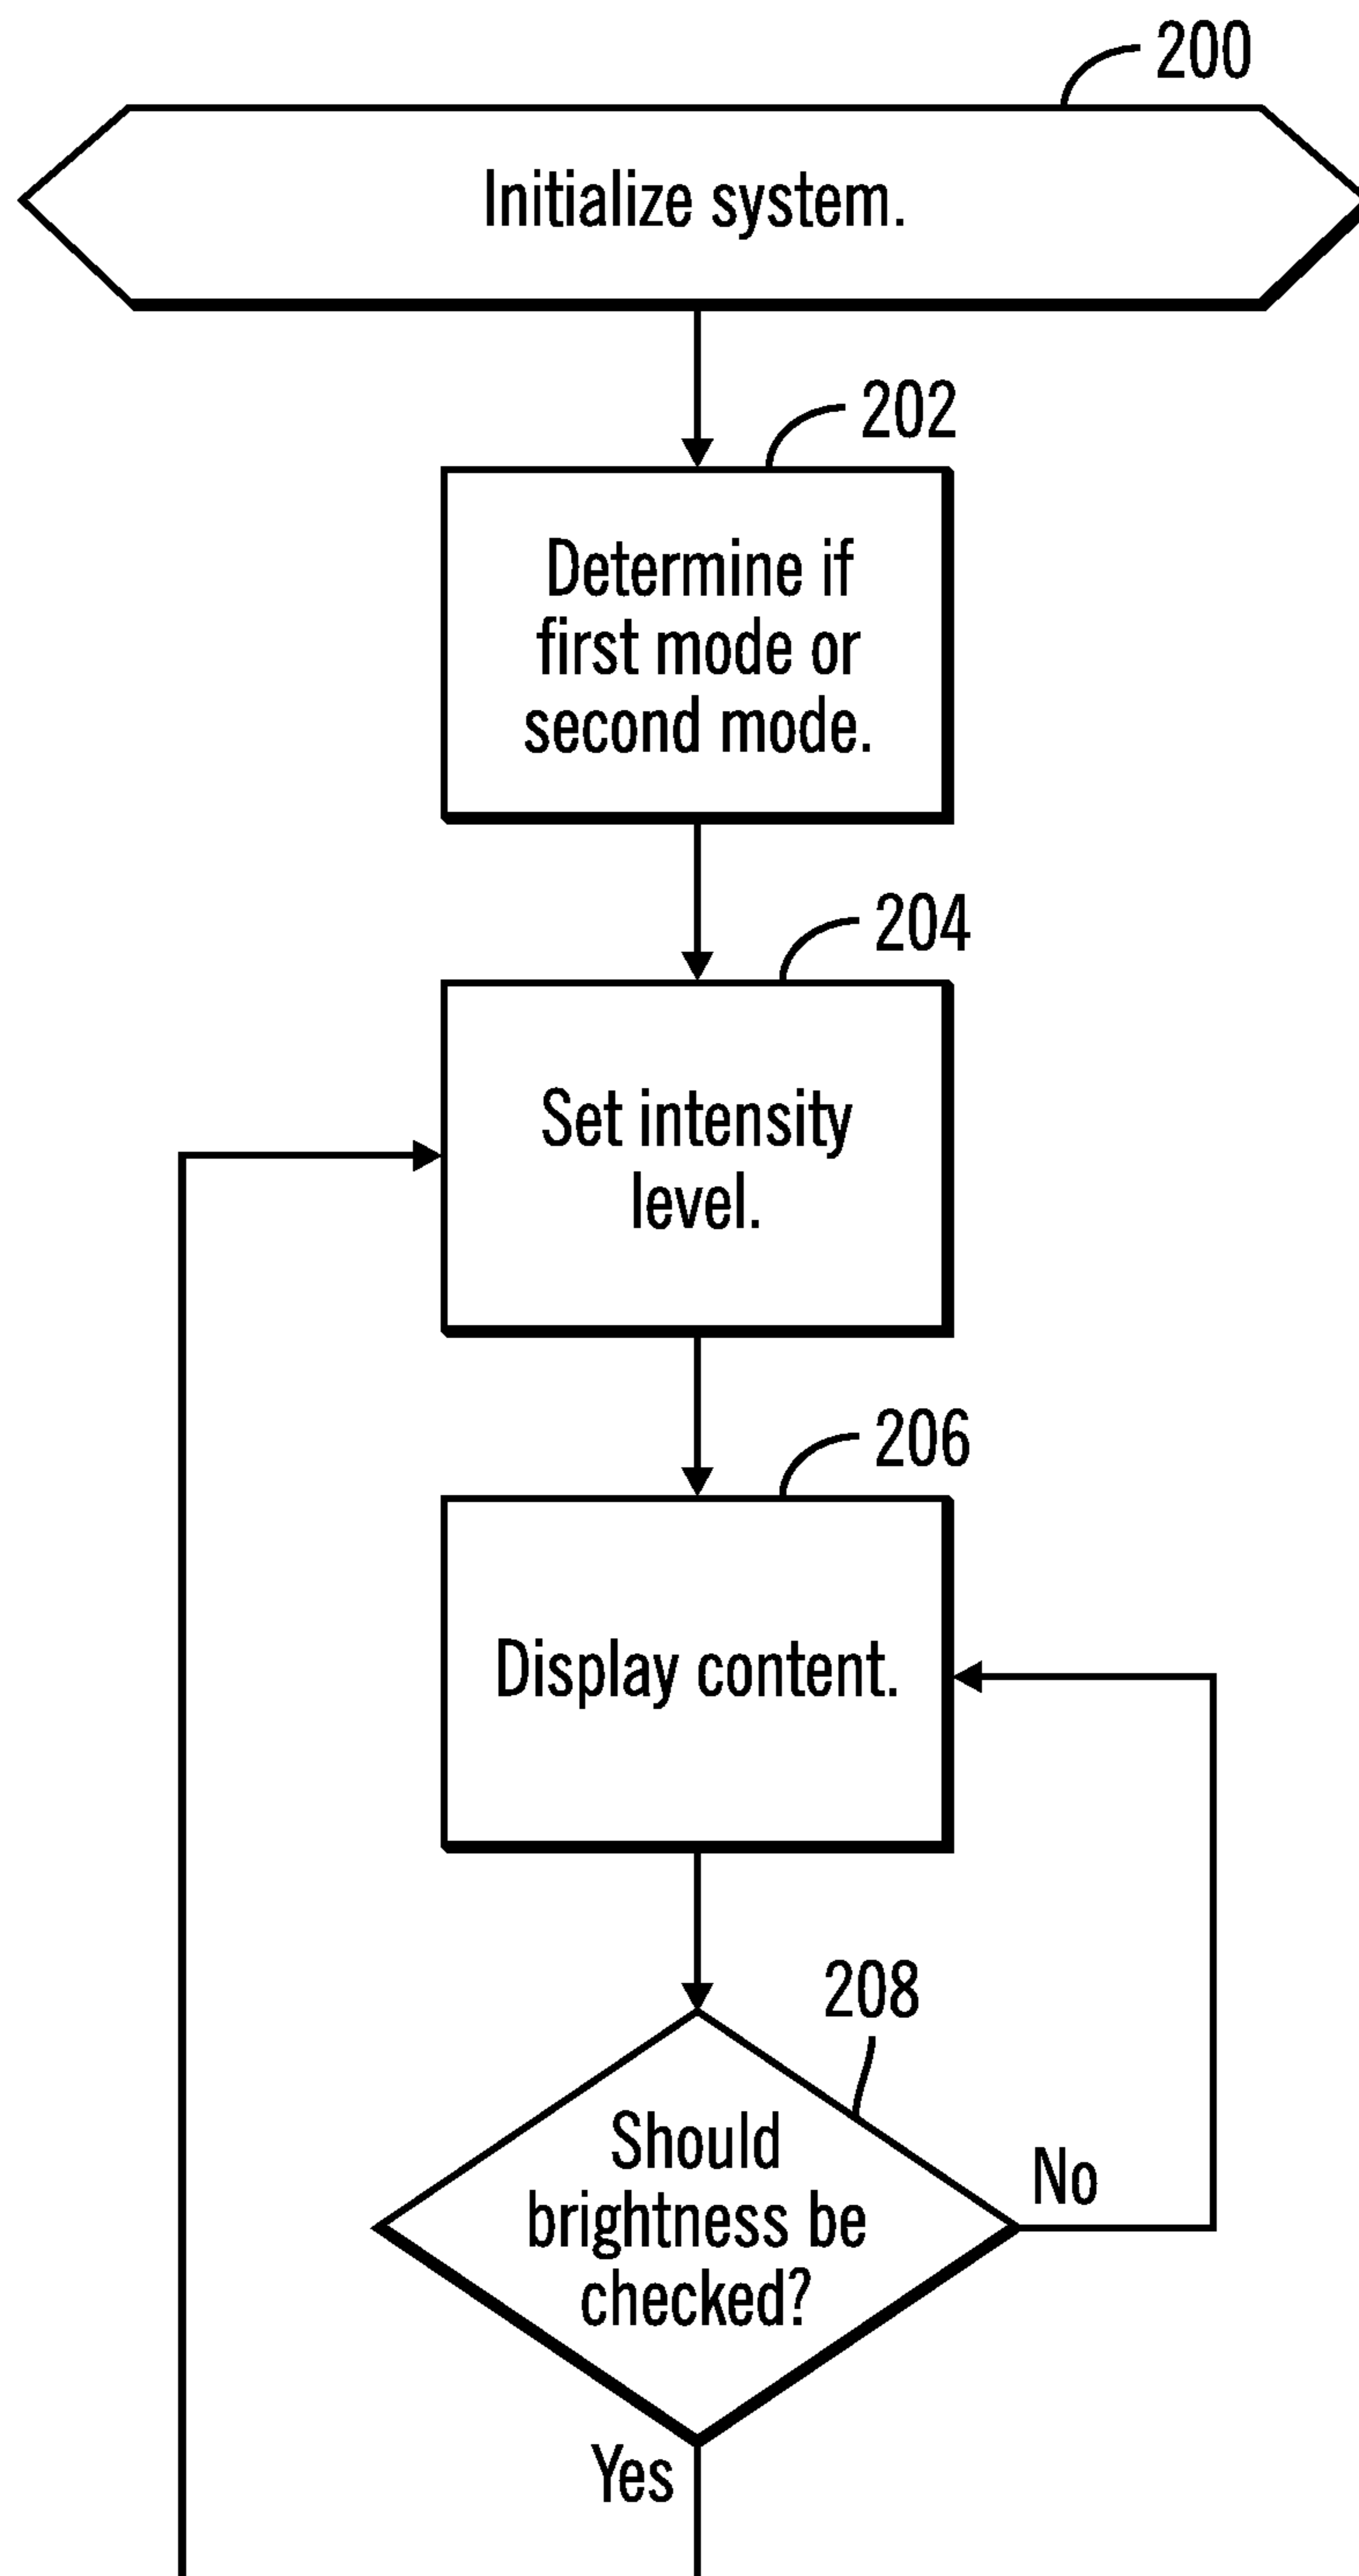 200
Initialize system.
202
Determine if
first mode or
second mode.
204
Set intensity
level.
206
Display content.
208
Should
brightness be
checked?
No
Yes